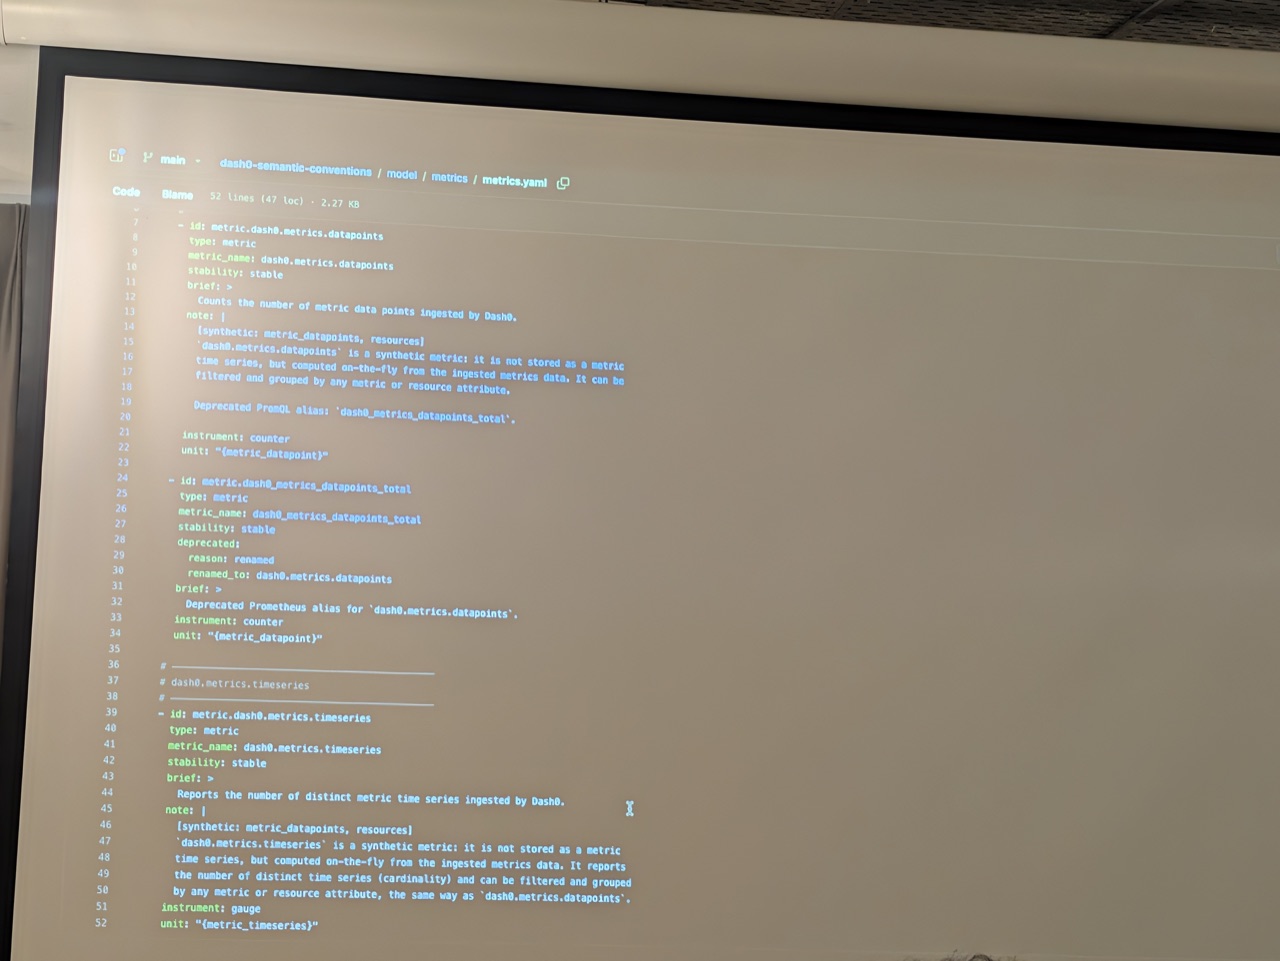 main
dash0-semantic-conventions / model / metrics / metrics.yaml
Code Blame 52 lines (47 loc) · 2.27 KB
7 - id: metric.dash0.metrics.datapoints
8 type: metric
9 metric_name: dash0.metrics.datapoints
10 stability: stable
11 brief: >
12 Counts the number of metric data points ingested by Dash0.
13 note: |
14 [synthetic: metric_datapoints, resources]
15 `dash0.metrics.datapoints` is a synthetic metric: it is not stored as a metric
16 time series, but computed on-the-fly from the ingested metrics data. It can be
17 filtered and grouped by any metric or resource attribute.
18
19 Deprecated PromQL alias: `dash0_metrics_datapoints_total`.
20
21 instrument: counter
22 unit: "{metric_datapoint}"
23
24 - id: metric.dash0_metrics_datapoints_total
25 type: metric
26 metric_name: dash0_metrics_datapoints_total
27 stability: stable
28 deprecated:
29 reason: renamed
30 renamed_to: dash0.metrics.datapoints
31 brief: >
32 Deprecated Prometheus alias for `dash0.metrics.datapoints`.
33 instrument: counter
34 unit: "{metric_datapoint}"
35
36 #
37 # dash0.metrics.timeseries
38 #
39 - id: metric.dash0.metrics.timeseries
40 type: metric
41 metric_name: dash0.metrics.timeseries
42 stability: stable
43 brief: >
44 Reports the number of distinct metric time series ingested by Dash0.
45 note: |
46 [synthetic: metric_datapoints, resources]
47 `dash0.metrics.timeseries` is a synthetic metric: it is not stored as a metric
48 time series, but computed on-the-fly from the ingested metrics data. It reports
49 the number of distinct time series (cardinality) and can be filtered and grouped
50 by any metric or resource attribute, the same way as `dash0.metrics.datapoints`.
51 instrument: gauge
52 unit: "{metric_timeseries}"